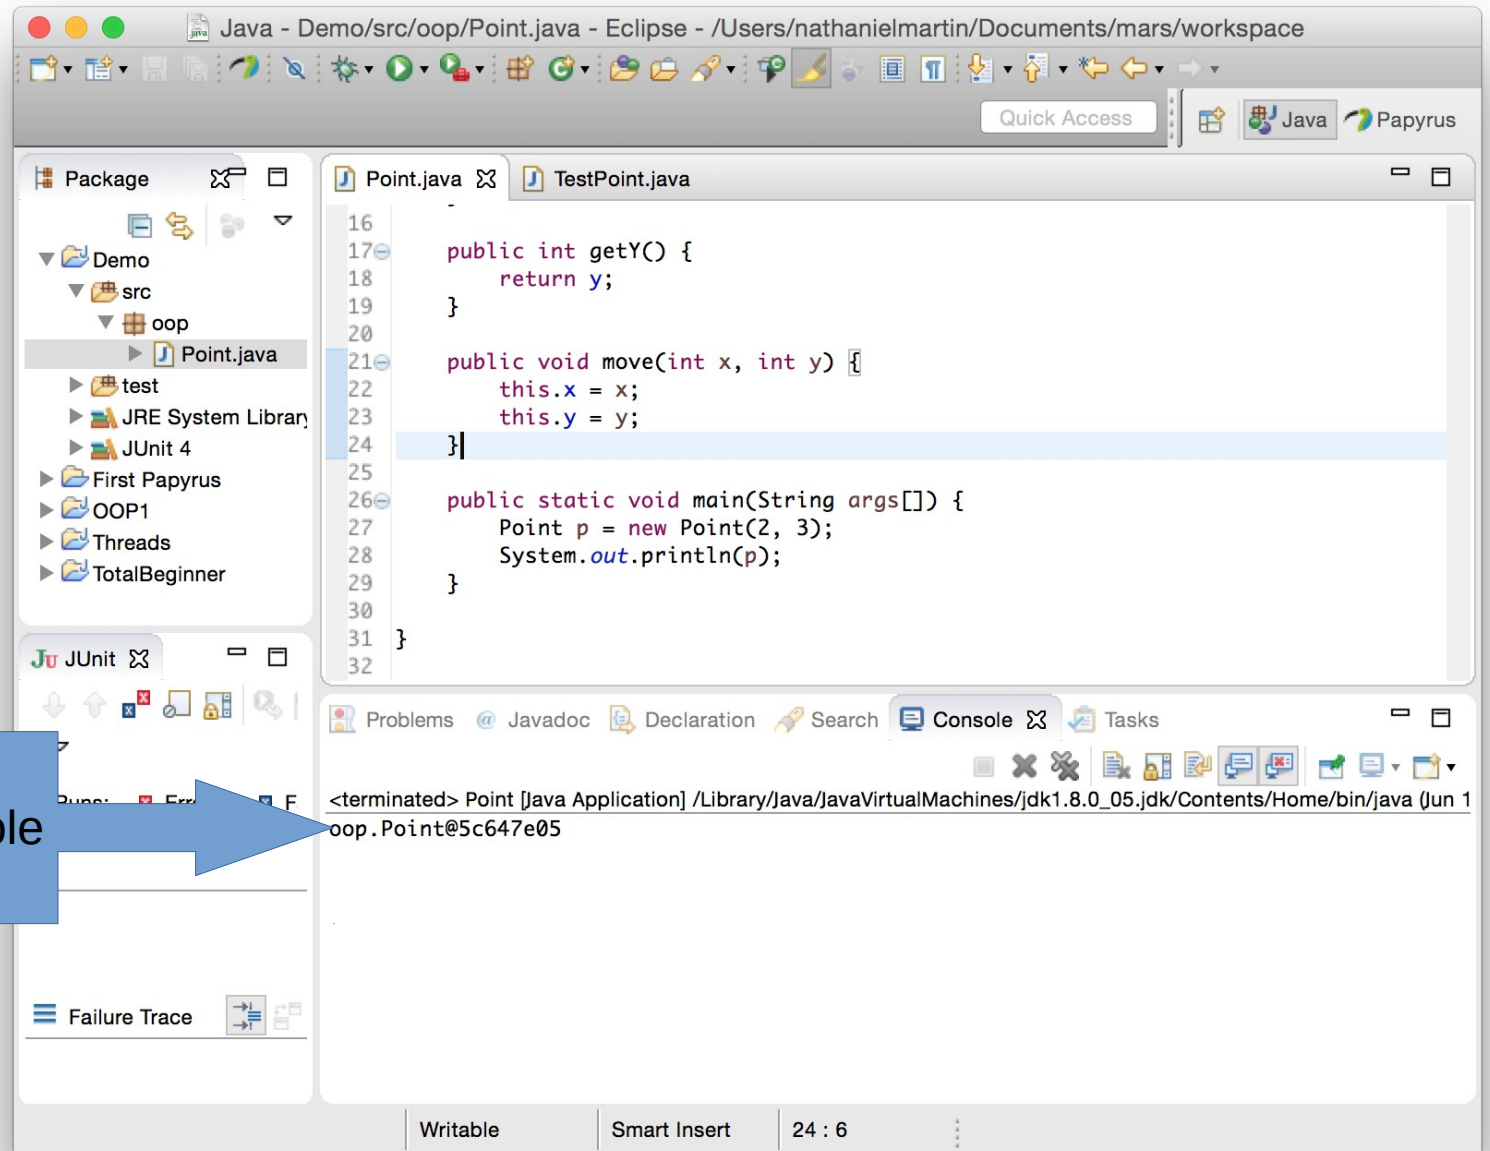 Java - Demo/src/oop/Point.java - Eclipse - /Users/nathanielmartin/Documents/mars/workspace
Quick Access
Java
Papyrus
Package
Demo
src
oop
Point.java
test
JRE System Library
JUnit 4
First Papyrus
OOP1
Threads
TotalBeginner
Point.java
TestPoint.java
16
17 public int getY() {
18 return y;
19 }
20
21 public void move(int x, int y) {
22 this.x = x;
23 this.y = y;
24 }
25
26 public static void main(String args[]) {
27 Point p = new Point(2, 3);
28 System.out.println(p);
29 }
30
31 }
32
JU JUnit
Runs:
Failure Trace
Problems @ Javadoc Declaration Search Console Tasks
<terminated> Point [Java Application] /Library/Java/JavaVirtualMachines/jdk1.8.0_05.jdk/Contents/Home/bin/java (Jun 1
oop.Point@5c647e05
Writable
Smart Insert
24 : 6